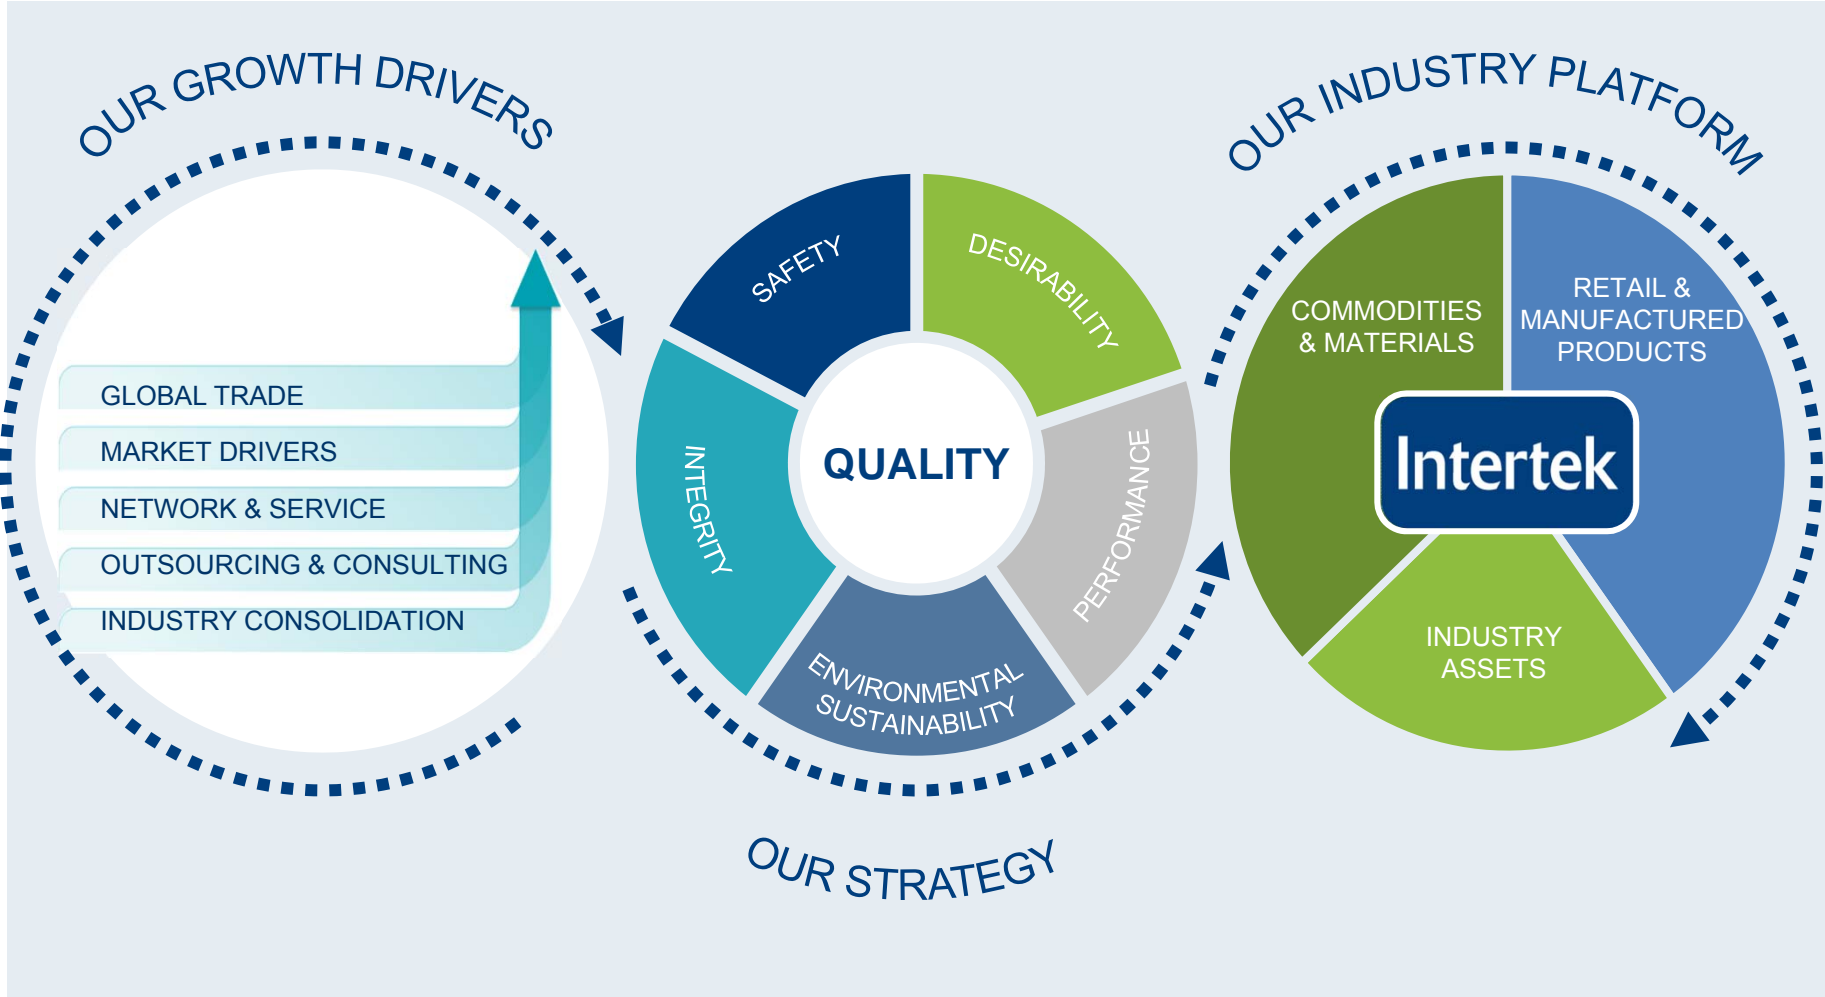 OUR GROWTH DRIVERS
GLOBAL TRADE
MARKET DRIVERS
NETWORK & SERVICE
OUTSOURCING & CONSULTING
INDUSTRY CONSOLIDATION
SAFETY
DESIRABILITY
PERFORMANCE
ENVIRONMENTAL
SUSTAINABILITY
INTEGRITY
QUALITY
OUR STRATEGY
OUR INDUSTRY PLATFORM
COMMODITIES
& MATERIALS
RETAIL &
MANUFACTURED
PRODUCTS
Intertek
INDUSTRY
ASSETS